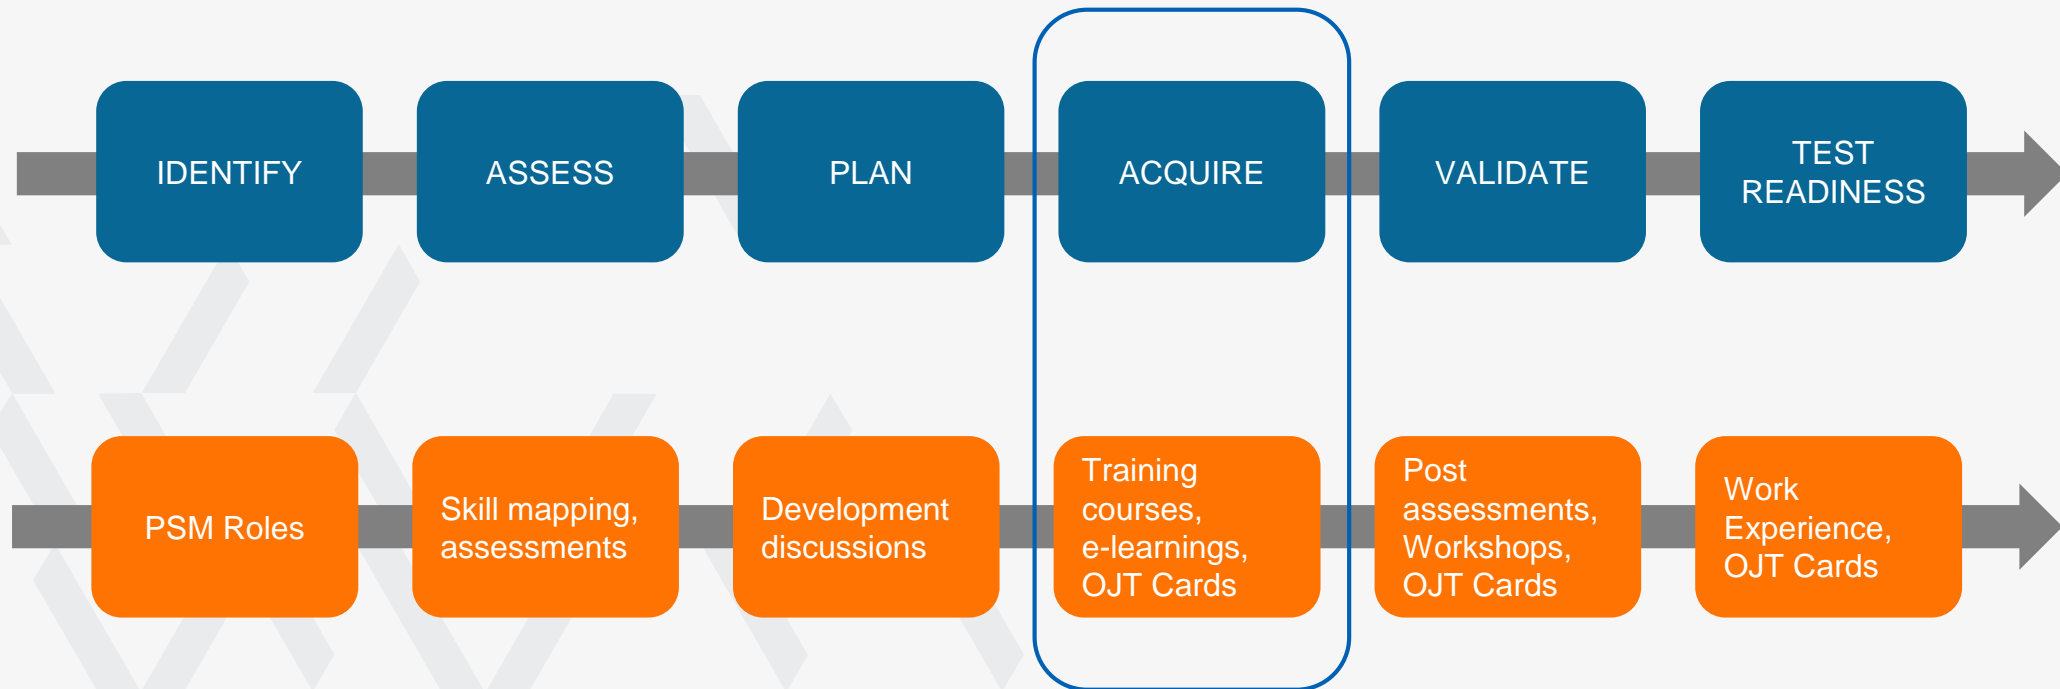 IDENTIFY
ASSESS
PLAN
ACQUIRE
VALIDATE
TEST
READINESS
PSM Roles
Skill mapping,
assessments
Development
discussions
Training
courses,
e-learnings,
OJT Cards
Post
assessments,
Workshops,
OJT Cards
Work
Experience,
OJT Cards